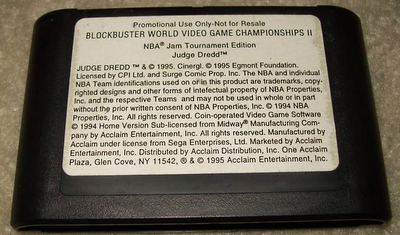 Promotional Use Only-Not for Resale
BLOCKBUSTER WORLD VIDEO GAME CHAMPIONSHIPS II
NBA® Jam Tournament Edition
Judge Dredd™
JUDGE DREDD ™ & © 1995. Cinergi. © 1995 Egmont Foundation.
Licensed by CPI Ltd. and Surge Comic Prop. Inc. The NBA and individual
NBA Team identifications used on or in this product are trademarks, copy-
righted designs and other forms of intelectual property of NBA Properties,
Inc. and the respective Teams and may not be used in whole or in part
without the prior written consent of NBA Properties, Inc. © 1994 NBA
Properties, Inc. All rights reserved. Coin-operated Video Game Software
© 1994 Home Version Sub-licensed from Midway® Manufacturing Com-
pany by Acclaim Entertainment, Inc. All rights reserved. Manufactured by
Acclaim under license from Sega Enterprises, Ltd. Marketed by Acclaim
Entertainment, Inc. Distributed by Acclaim Distribution, Inc. One Acclaim
Plaza, Glen Cove, NY 11542, ® & © 1995 Acclaim Entertainment, Inc.